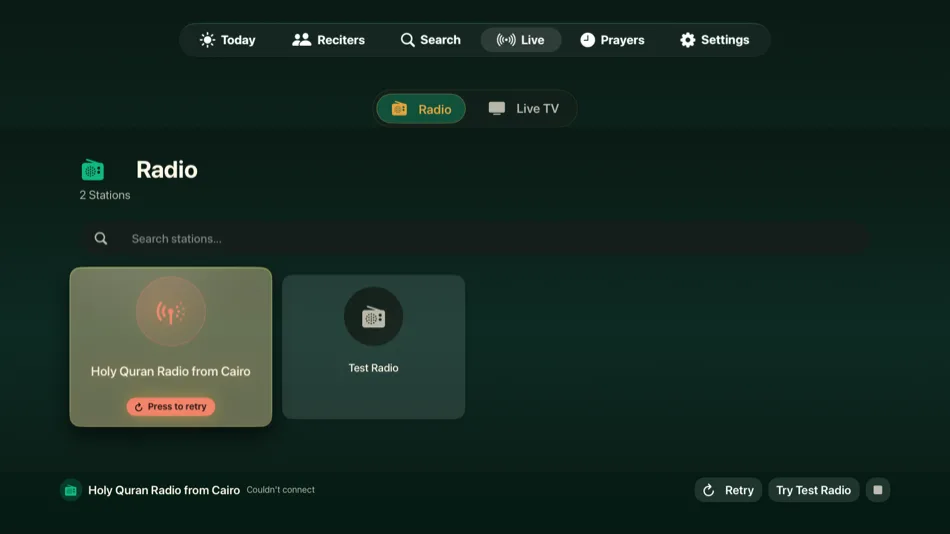 Today
Reciters
Search
Live
Prayers
Settings
Radio
Live TV
Radio
2 Stations
Search stations...
Holy Quran Radio from Cairo
Press to retry
Test Radio
Holy Quran Radio from Cairo
Couldn't connect
Retry
Try Test Radio